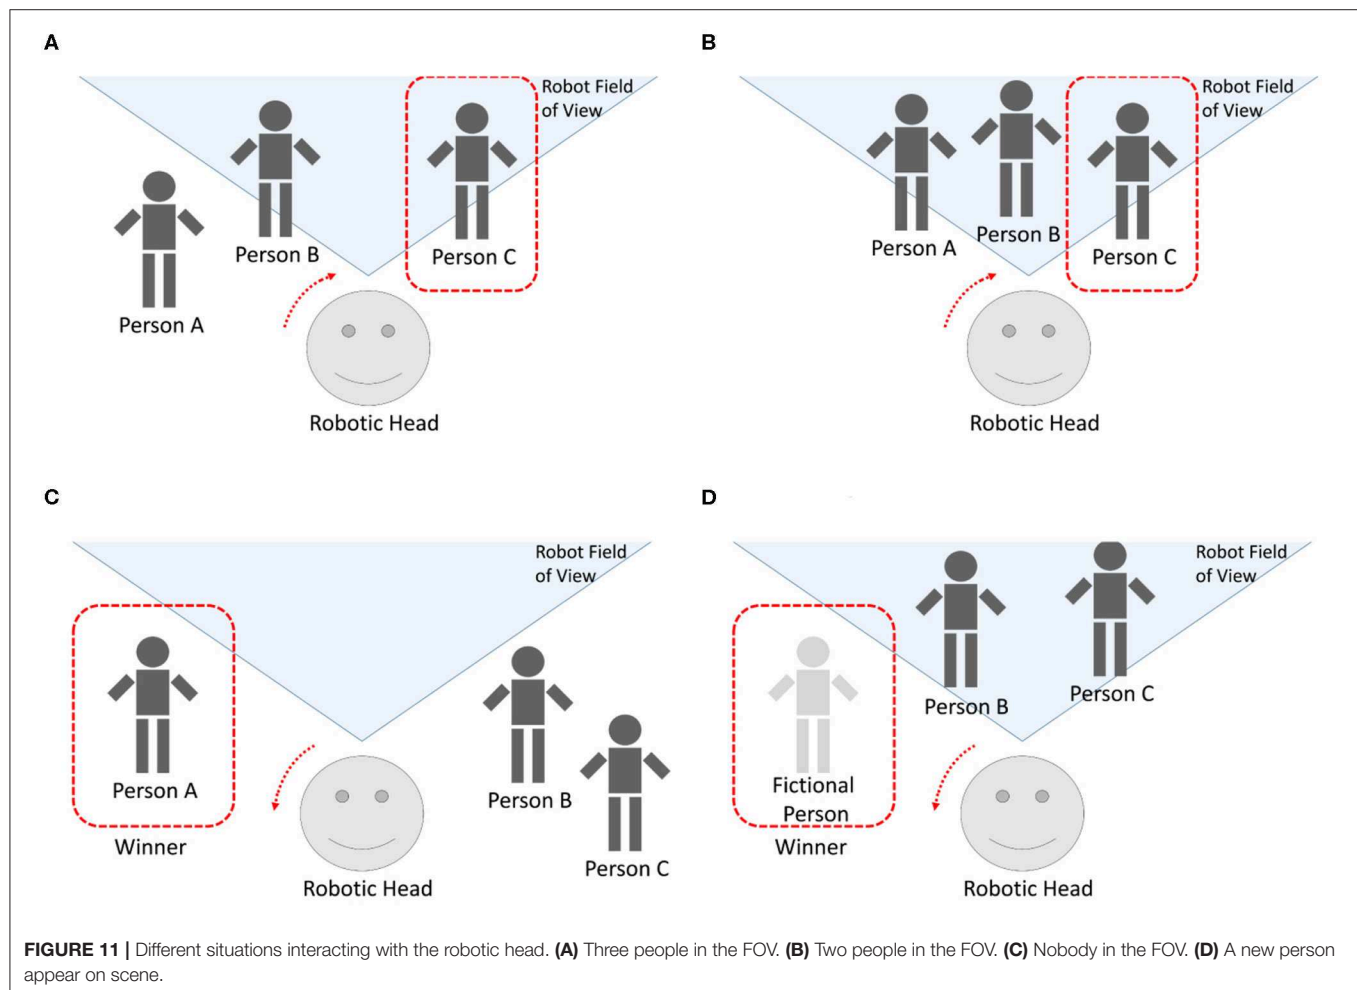 A
Robot Field
of View
Person A
Person B
Person C
Robotic Head
B
Robot Field
of View
Person A
Person B
Person C
Robotic Head
C
Robot Field
of View
Person A
Winner
Person B
Person C
Robotic Head
D
Robot Field
of View
Fictional
Person
Winner
Person B
Person C
Robotic Head
FIGURE 11 | Different situations interacting with the robotic head. (A) Three people in the FOV. (B) Two people in the FOV. (C) Nobody in the FOV. (D) A new person
appear on scene.